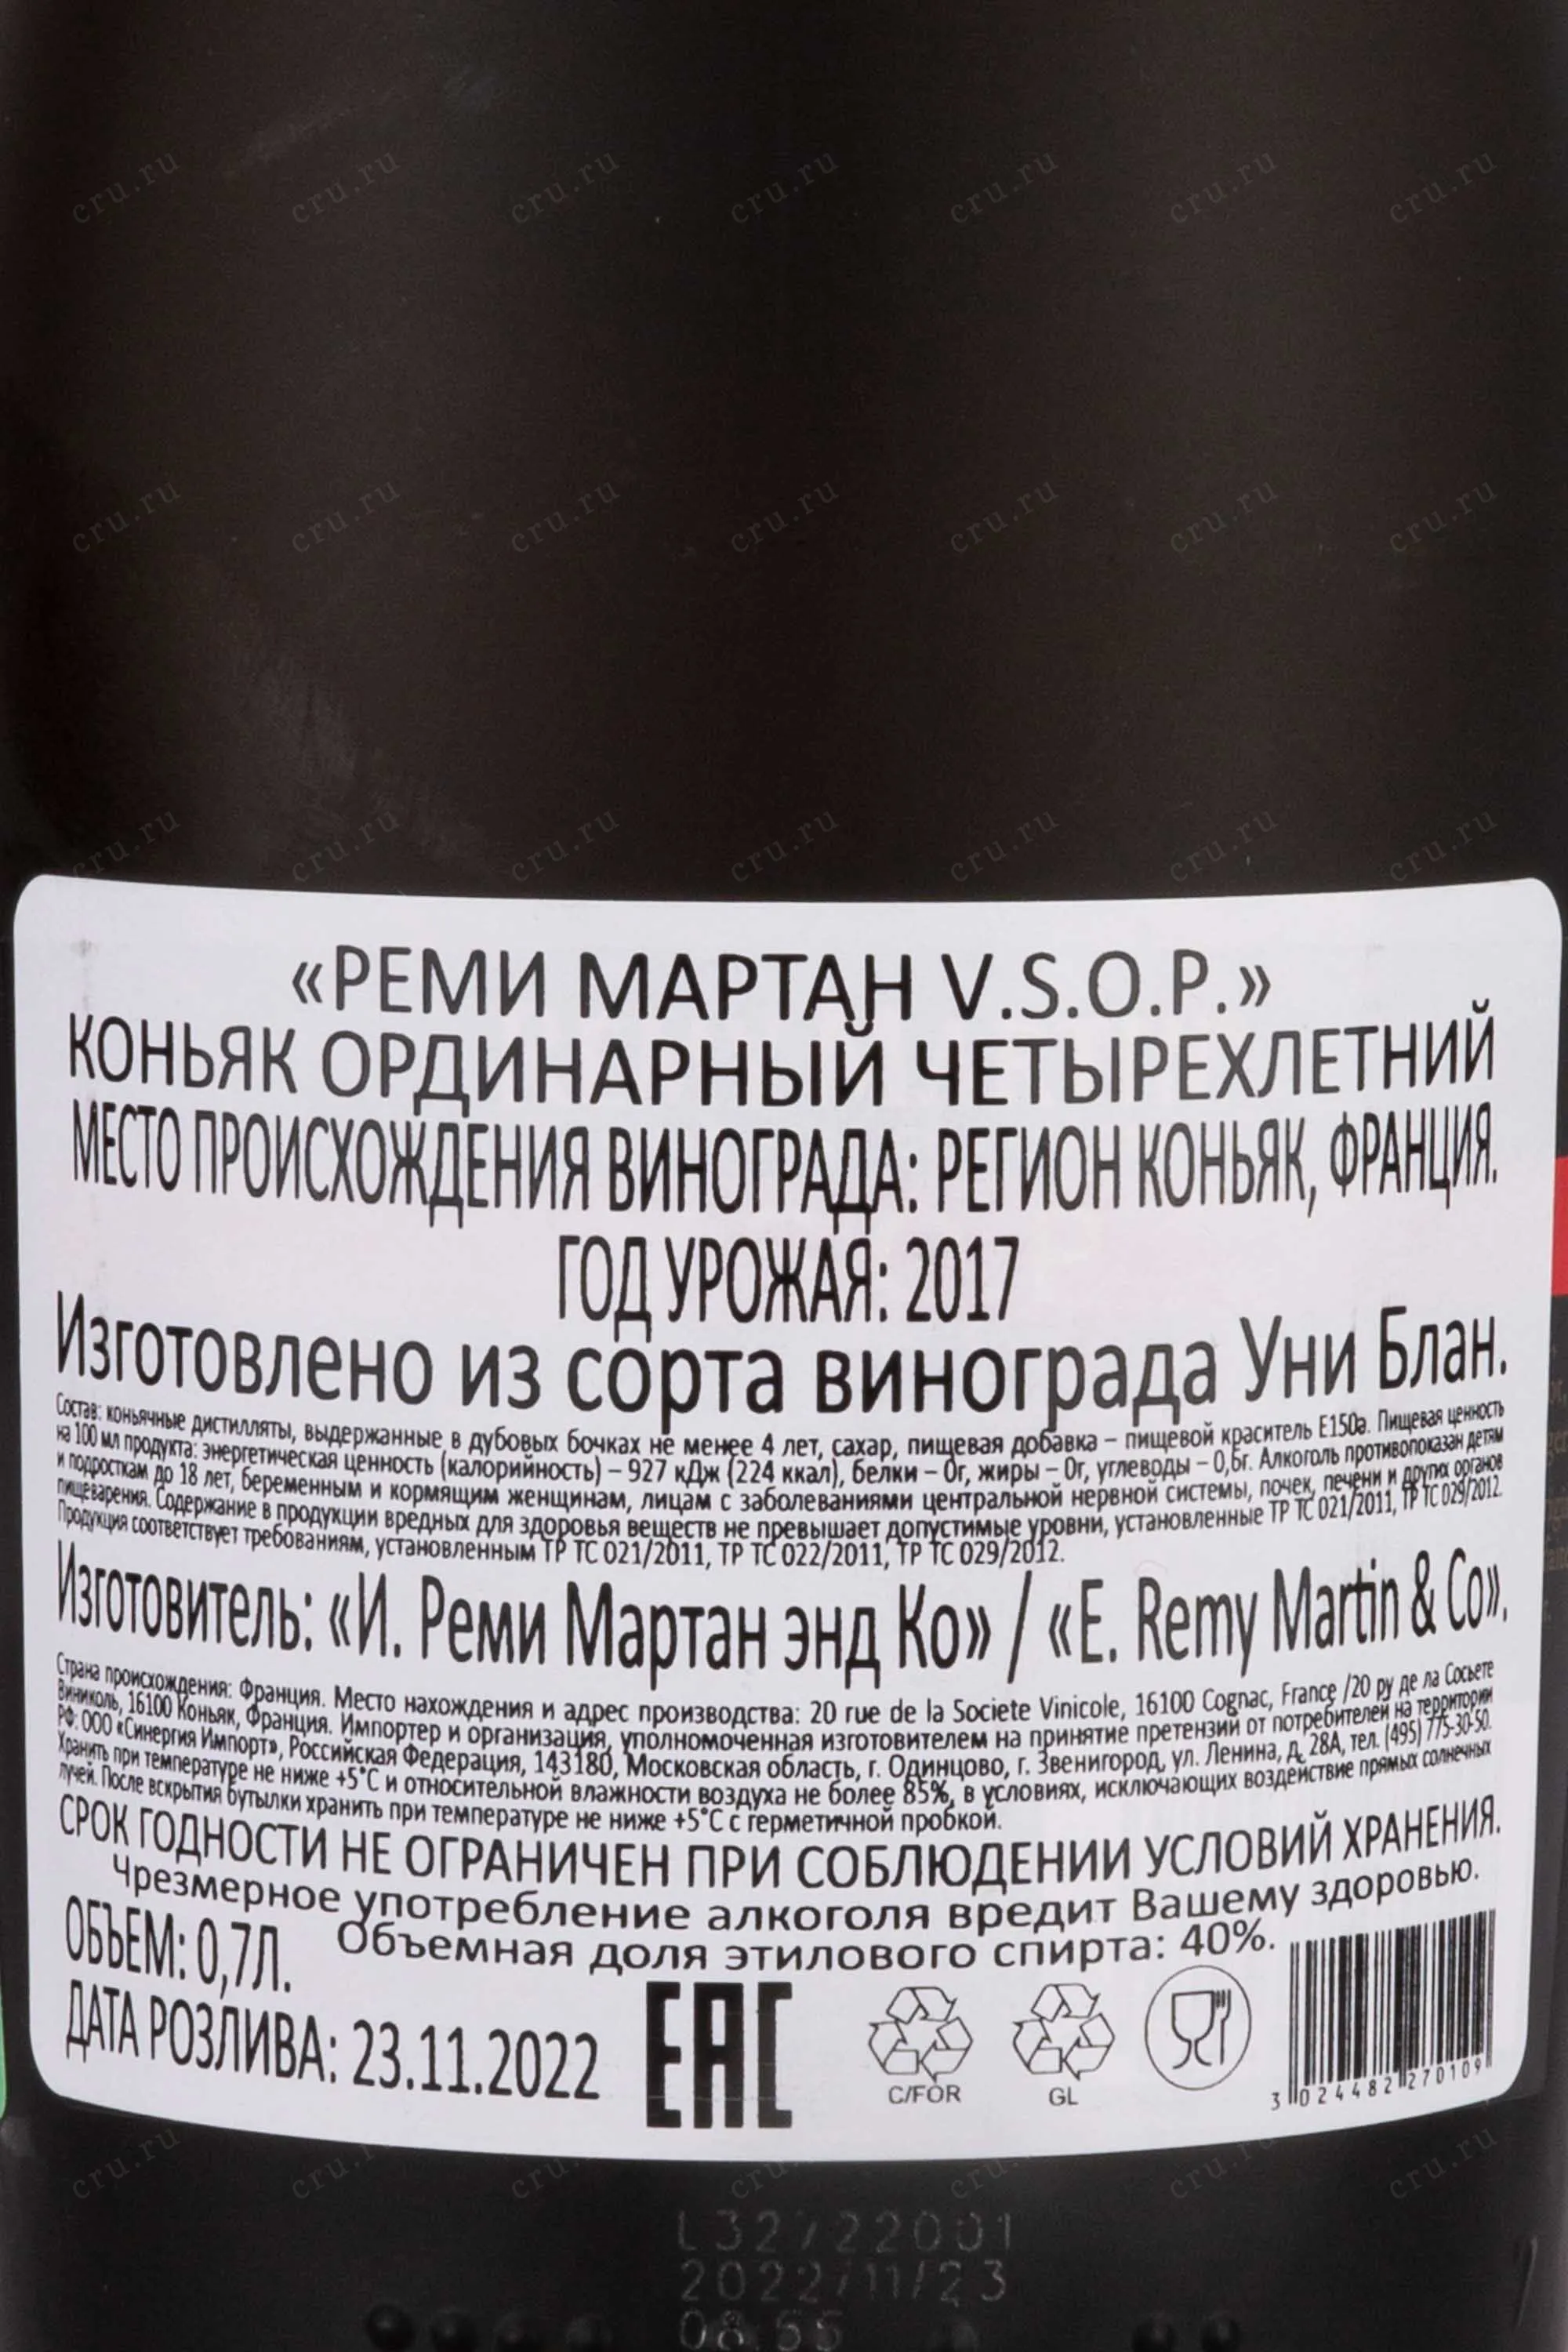 «РЕМИ МАРТАН V.S.O.P.»
КОНЬЯК ОРДИНАРНЫЙ ЧЕТЫРЕХЛЕТНИЙ
МЕСТО ПРОИСХОЖДЕНИЯ ВИНОГРАДА: РЕГИОН КОНЬЯК, ФРАНЦИЯ.
ГОД УРОЖАЯ: 2017
Изготовлено из сорта винограда Уни Блан.
Состав: коньячные дистилляты, выдержанные в дубовых бочках не менее 4 лет, сахар, пищевая добавка – пищевой краситель Е150а. Пищевая ценность
на 100 мл продукта: энергетическая ценность (калорийность) – 927 кДж (224 ккал), белки – 0г, жиры – 0г, углеводы – 0,6г. Алкоголь противопоказан детям
и подросткам до 18 лет, беременным и кормящим женщинам, лицам с заболеваниями центральной нервной системы, почек, печени и других органов
пищеварения. Содержание в продукции вредных для здоровья веществ не превышает допустимые уровни, установленные ТР ТС 021/2011, ТР ТС 029/2012.
Продукция соответствует требованиям, установленным ТР ТС 021/2011, ТР ТС 022/2011, ТР ТС 029/2012.
Изготовитель: «И. Реми Мартан энд Ко» / «E. Remy Martin & Co».
Страна происхождения: Франция. Место нахождения и адрес производства: 20 rue de la Societe Vinicole, 16100 Cognac, France /20 ру де ла Сосьете
Виниколь, 16100 Коньяк, Франция. Импортер и организация, уполномоченная изготовителем на принятие претензий от потребителей на территории
РФ: ООО «Синергия Импорт», Российская Федерация, 143180, Московская область, г. Одинцово, г. Звенигород, ул. Ленина, д. 28А, тел. (495) 775-30-50.
Хранить при температуре не ниже +5°С и относительной влажности воздуха не более 85%, в условиях, исключающих воздействие прямых солнечных
лучей. После вскрытия бутылки хранить при температуре не ниже +5°С с герметичной пробкой.
СРОК ГОДНОСТИ НЕ ОГРАНИЧЕН ПРИ СОБЛЮДЕНИИ УСЛОВИЙ ХРАНЕНИЯ.
Чрезмерное употребление алкоголя вредит Вашему здоровью.
ОБЪЕМ: 0,7Л. Объемная доля этилового спирта: 40%.
ДАТА РОЗЛИВА: 23.11.2022
EAC
C/FOR
GL
3 024482 270109
2022/11/23
cru.ru